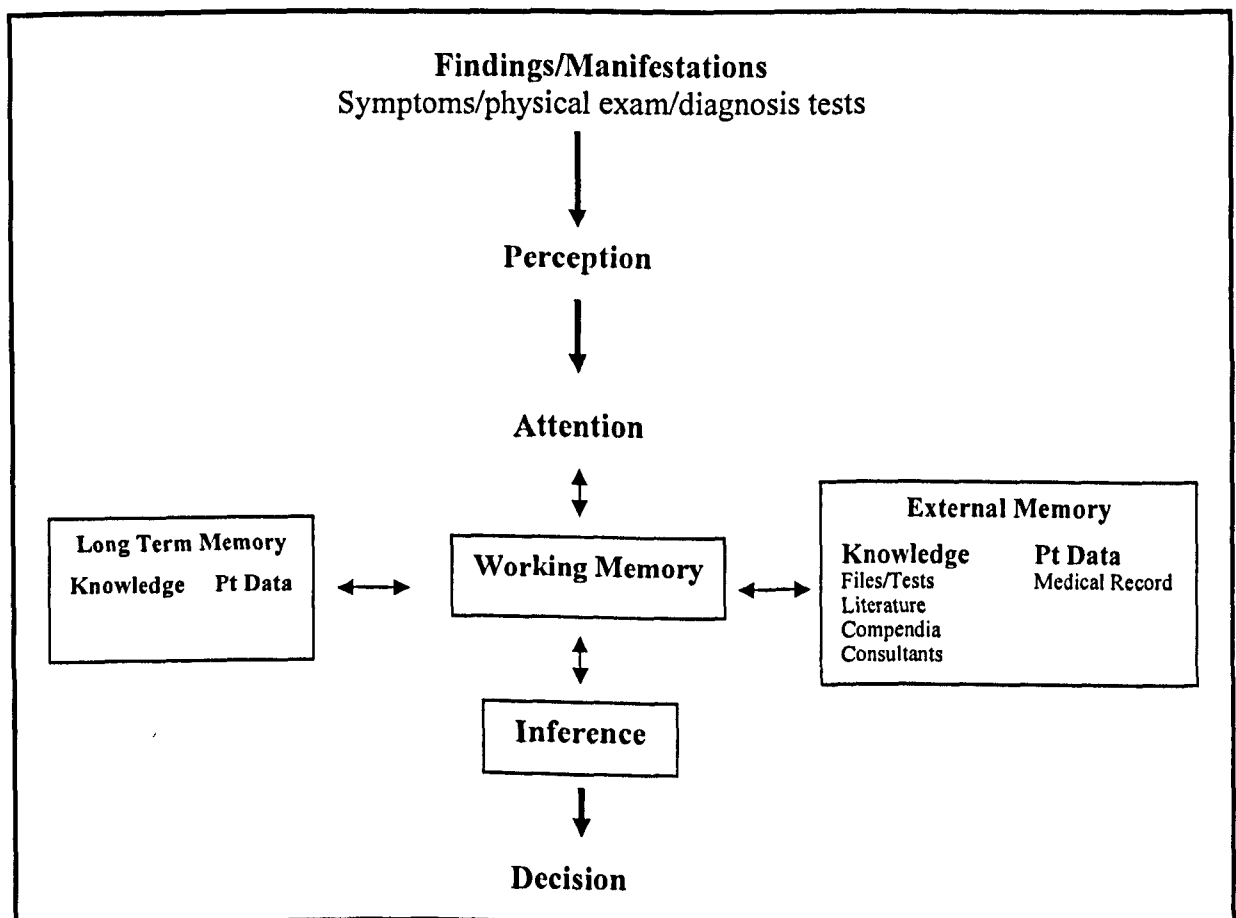 Findings/Manifestations
Symptoms/physical exam/diagnosis tests
Perception
Attention
Long Term Memory
Knowledge Pt Data
Working Memory
External Memory
Knowledge Pt Data
Files/Tests Medical Record
Literature
Compendia
Consultants
Inference
Decision